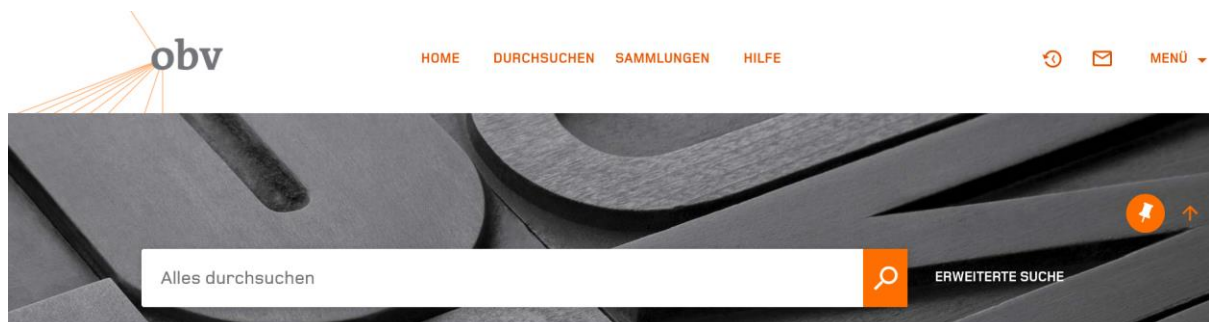 obv
HOME DURCHSUCHEN SAMMLUNGEN HILFE MENÜ
Alles durchsuchen ERWEITERTE SUCHE